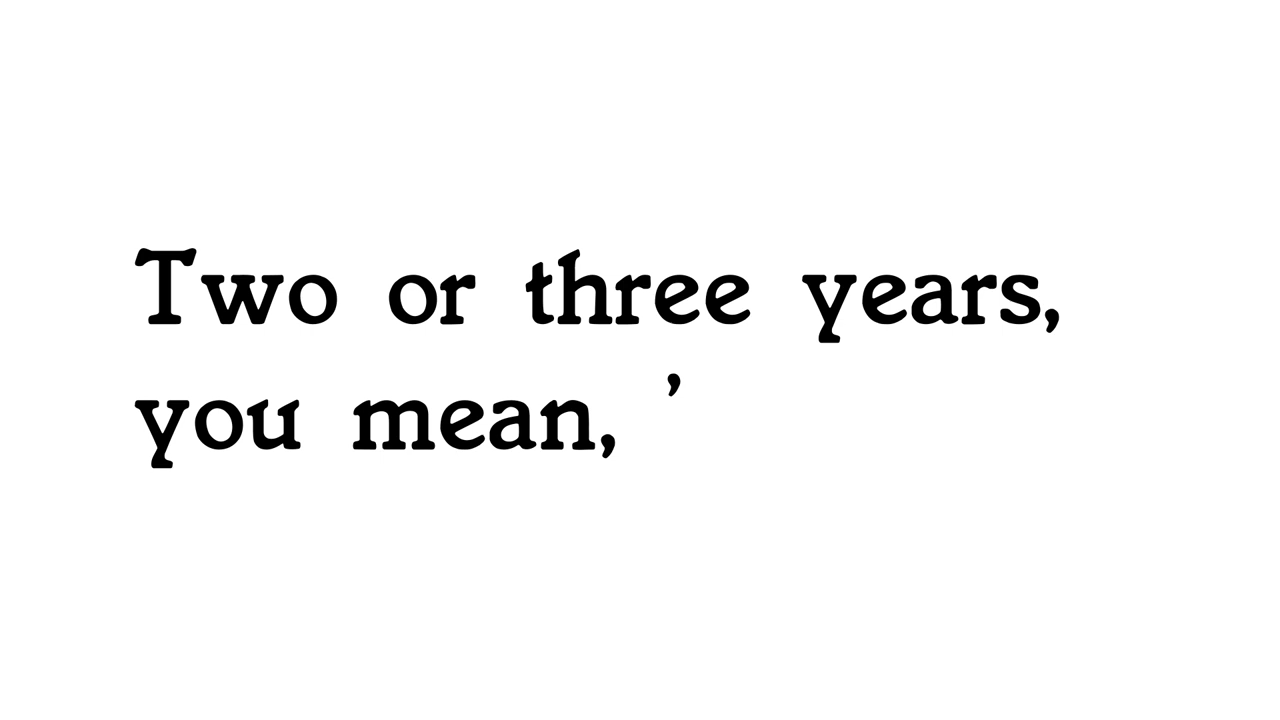 Two or three years,
you mean, ’